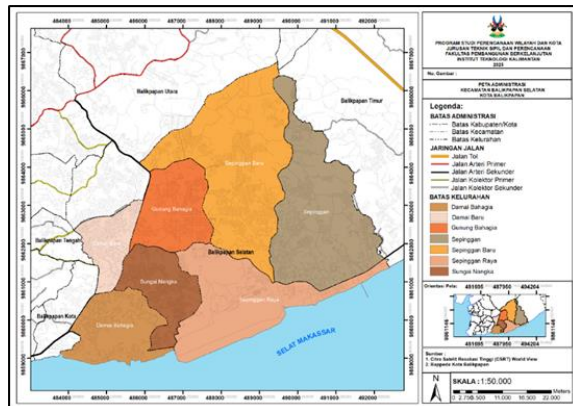 PROGRAM STUDI PERENCANAAN WILAYAH DAN KOTA
JURUSAN TEKNIK SIPIL DAN PERENCANAAN
FAKULTAS PEMBANGUNAN BERKELANJUTAN
INSTITUT TEKNOLOGI KALIMANTAN
2025
No. Gambar :
PETA ADMINISTRASI
KECAMATAN BALIKPAPAN SELATAN
KOTA BALIKPAPAN
Legenda:
BATAS ADMINISTRASI
Batas Kabupaten/Kota
Batas Kecamatan
Batas Kelurahan
JARINGAN JALAN
Jalan Tol
Jalan Arteri Primer
Jalan Arteri Sekunder
Jalan Kolektor Primer
Jalan Kolektor Sekunder
BATAS KELURAHAN
Damai Bahagia
Damai Baru
Gunung Bahagia
Sepinggan
Sepinggan Baru
Sepinggan Raya
Sungai Nangka
Orientasi Peta:
Sumber :
1. Citra Satelit Resolusi Tinggi (CSRT) World View
2. Bappeda Kota Balikpapan
N
SKALA : 1:50.000
Meters
Balikpapan Utara
Balikpapan Timur
Sepinggan Baru
Gunung Bahagia
Sepinggan
Damai Baru
Balikpapan Tengah
Balikpapan Selatan
Sungai Nangka
Sepinggan Raya
Balikpapan Kota
Damai Bahagia
SELAT MAKASSAR